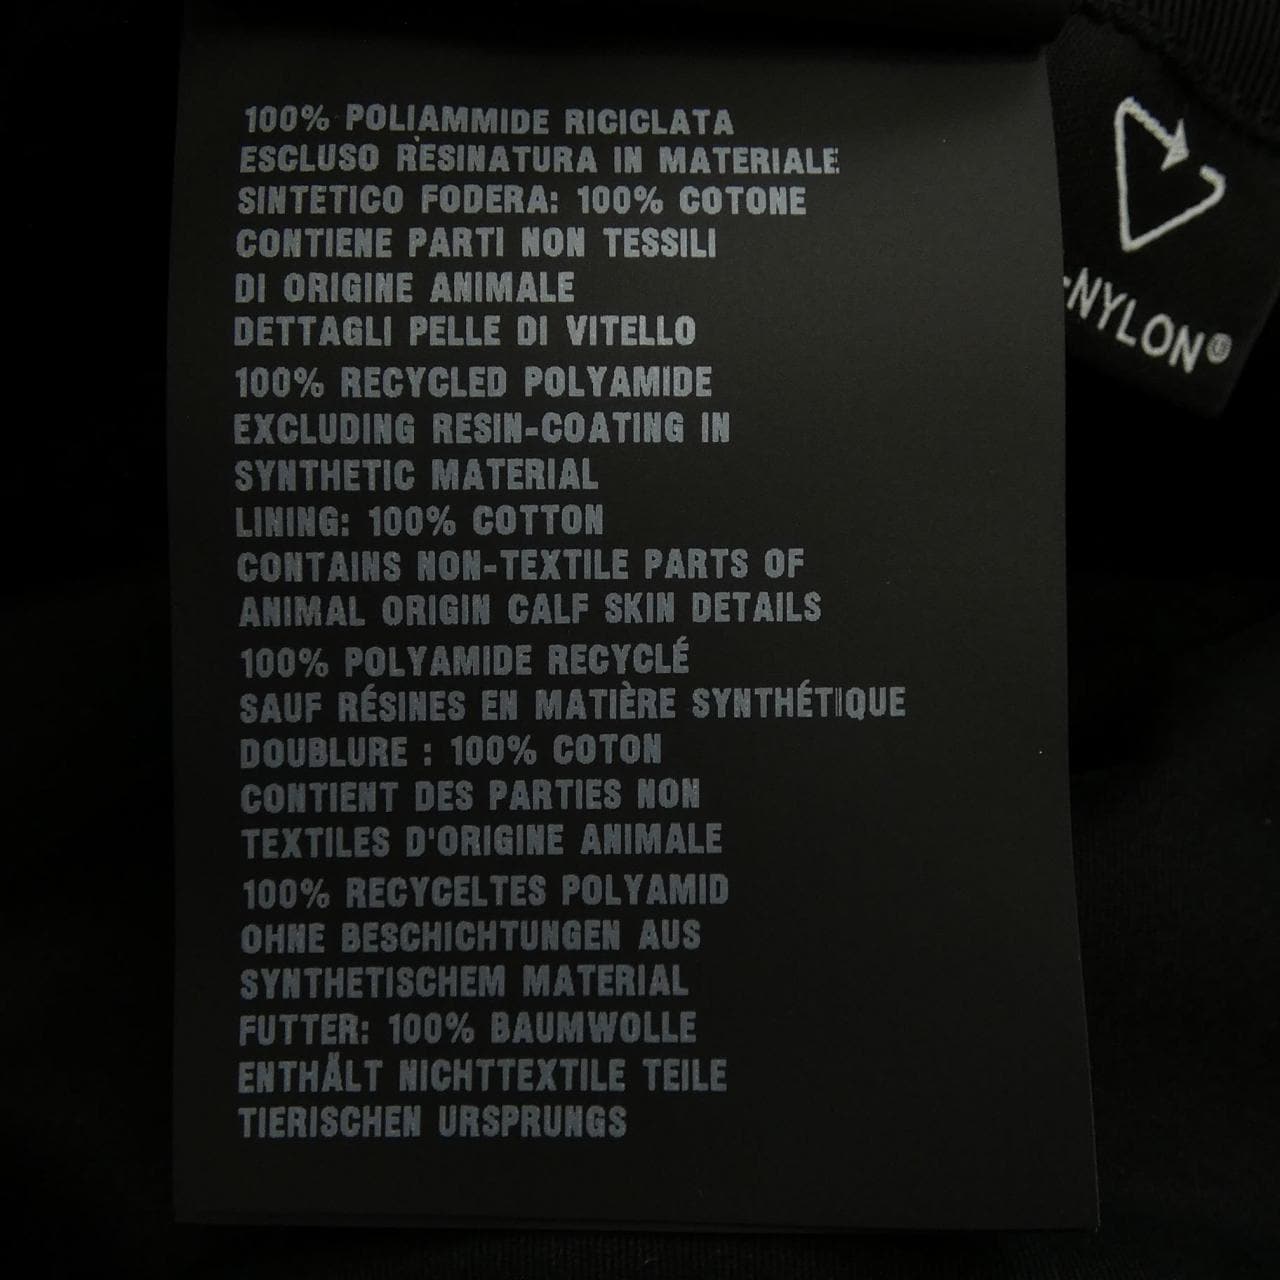 100% POLIAMMIDE RICICLATA
ESCLUSO RESINATURA IN MATERIALE
SINTETICO FODERA: 100% COTONE
CONTIENE PARTI NON TESSILI
DI ORIGINE ANIMALE
DETTAGLI PELLE DI VITELLO
100% RECYCLED POLYAMIDE
EXCLUDING RESIN-COATING IN
SYNTHETIC MATERIAL
LINING: 100% COTTON
CONTAINS NON-TEXTILE PARTS OF
ANIMAL ORIGIN CALF SKIN DETAILS
100% POLYAMIDE RECYCLÉ
SAUF RÉSINES EN MATIÈRE SYNTHÉTIQUE
DOUBLURE : 100% COTON
CONTIENT DES PARTIES NON
TEXTILES D'ORIGINE ANIMALE
100% RECYCELTES POLYAMID
OHNE BESCHICHTUNGEN AUS
SYNTHETISCHEM MATERIAL
FUTTER: 100% BAUMWOLLE
ENTHÄLT NICHTTEXTILE TEILE
TIERISCHEN URSPRUNGS
-NYLON®